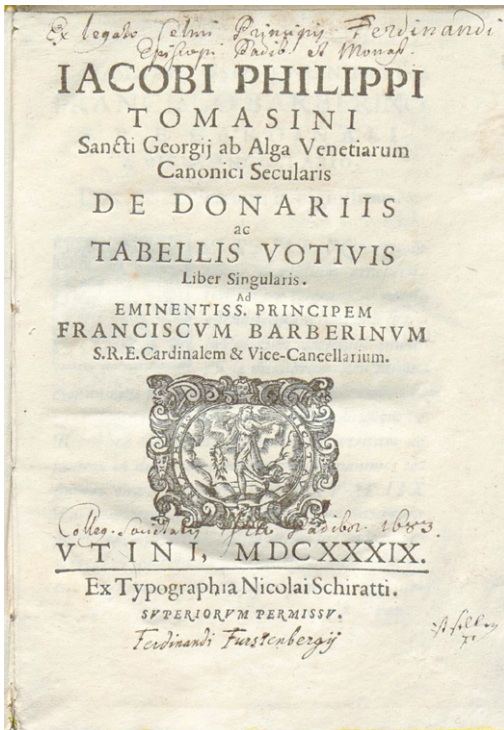 Ex legato Celmi Principis Ferdinandi
Episcopi Padib. et Monast.
IACOBI PHILIPPI
TOMASINI
Sancti Georgij ab Alga Venetiarum
Canonici Secularis
DE DONARIIS
ac
TABELLIS VOTIVIS
Liber Singularis.
Ad
EMINENTISS. PRINCIPEM
FRANCISCVM BARBERINVM
S.R.E. Cardinalem & Vice-Cancellarium.
Colleg. Societatis Padibor. 1683.
VTINI, MDCXXXIX.
Ex Typographia Nicolai Schiratti.
SVPERIORVM PERMISSV.
Ferdinandi Furstenbergij